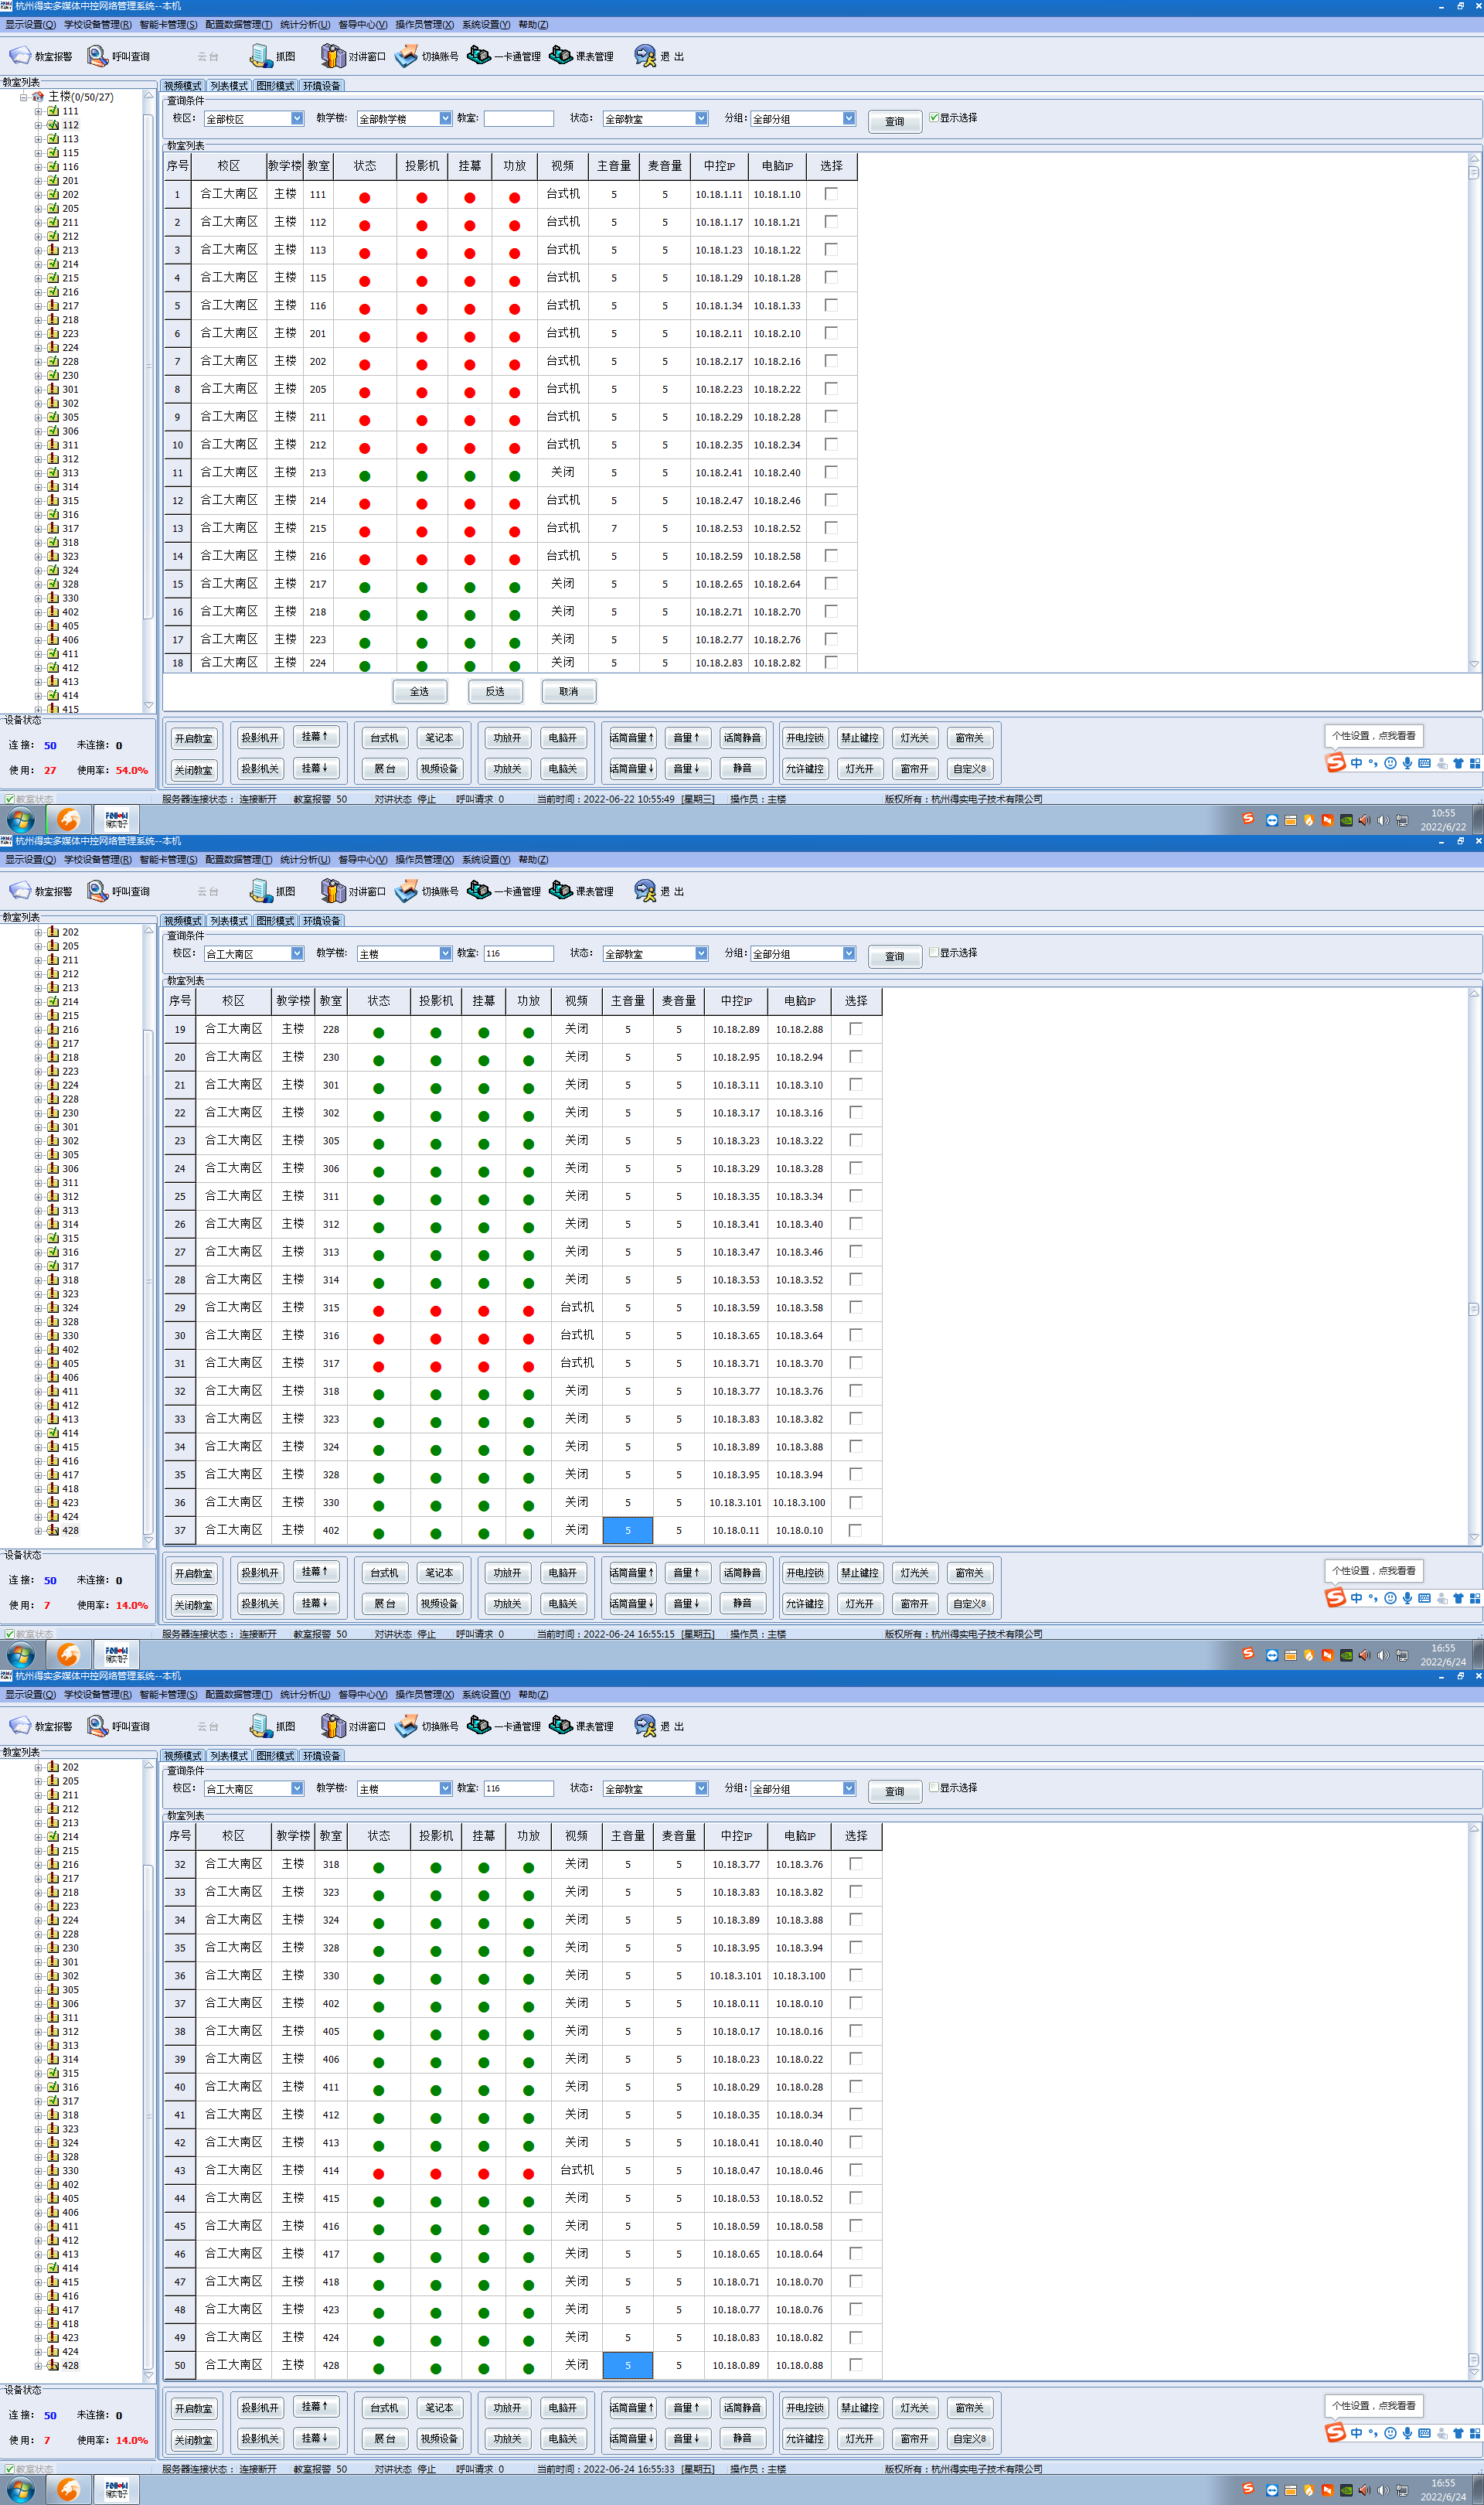 杭州得实多媒体中控网络管理系统--本机
显示设置(Q) 学校设备管理(R) 智能卡管理(S) 配置数据管理(T) 统计分析(U) 督导中心(V) 操作员管理(X) 系统设置(Y) 帮助(Z)
教室报警 呼叫查询 云台 抓图 对讲窗口 切换账号 一卡通管理 课表管理 退 出
教室列表 视频模式 列表模式 图形模式 环境设备
主楼(0/50/27)
111
112
113
115
116
201
202
205
211
212
213
214
215
216
217
218
223
224
228
230
301
302
305
306
311
312
313
314
315
316
317
318
323
324
328
330
402
405
406
411
412
413
414
415
查询条件
校区: 全部校区 教学楼: 全部教学楼 教室: 状态: 全部教室 分组: 全部分组 查询 显示选择
教室列表
序号 校区 教学楼 教室 状态 投影机 挂幕 功放 视频 主音量 麦音量 中控IP 电脑IP 选择
1 合工大南区 主楼 111 台式机 5 5 10.18.1.11 10.18.1.10
2 合工大南区 主楼 112 台式机 5 5 10.18.1.17 10.18.1.21
3 合工大南区 主楼 113 台式机 5 5 10.18.1.23 10.18.1.22
4 合工大南区 主楼 115 台式机 5 5 10.18.1.29 10.18.1.28
5 合工大南区 主楼 116 台式机 5 5 10.18.1.34 10.18.1.33
6 合工大南区 主楼 201 台式机 5 5 10.18.2.11 10.18.2.10
7 合工大南区 主楼 202 台式机 5 5 10.18.2.17 10.18.2.16
8 合工大南区 主楼 205 台式机 5 5 10.18.2.23 10.18.2.22
9 合工大南区 主楼 211 台式机 5 5 10.18.2.29 10.18.2.28
10 合工大南区 主楼 212 台式机 5 5 10.18.2.35 10.18.2.34
11 合工大南区 主楼 213 关闭 5 5 10.18.2.41 10.18.2.40
12 合工大南区 主楼 214 台式机 5 5 10.18.2.47 10.18.2.46
13 合工大南区 主楼 215 台式机 7 5 10.18.2.53 10.18.2.52
14 合工大南区 主楼 216 台式机 5 5 10.18.2.59 10.18.2.58
15 合工大南区 主楼 217 关闭 5 5 10.18.2.65 10.18.2.64
16 合工大南区 主楼 218 关闭 5 5 10.18.2.71 10.18.2.70
17 合工大南区 主楼 223 关闭 5 5 10.18.2.77 10.18.2.76
18 合工大南区 主楼 224 关闭 5 5 10.18.2.83 10.18.2.82
全选 反选 取消
设备状态
连 接: 50 未连接: 0
使 用: 27 使用率: 54.0%
开启教室 投影机开 挂幕↑ 台式机 笔记本 功放开 电脑开 话筒音量↑ 音量↑ 话筒静音 开电控锁 禁止键控 灯光关 窗帘关
关闭教室 投影机关 挂幕↓ 展 台 视频设备 功放关 电脑关 话筒音量↓ 音量↓ 静音 允许键控 灯光开 窗帘开 自定义8
个性设置，点我看看
中
教室状态 服务器连接状态: 连接断开 教室报警 50 对讲状态 停止 呼叫请求 0 当前时间:2022-06-22 10:55:49 [星期三] 操作员:主楼 版权所有:杭州得实电子技术有限公司
10:55
2022/6/22
杭州得实多媒体中控网络管理系统--本机
显示设置(Q) 学校设备管理(R) 智能卡管理(S) 配置数据管理(T) 统计分析(U) 督导中心(V) 操作员管理(X) 系统设置(Y) 帮助(Z)
教室报警 呼叫查询 云台 抓图 对讲窗口 切换账号 一卡通管理 课表管理 退 出
教室列表 视频模式 列表模式 图形模式 环境设备
202
205
211
212
213
214
215
216
217
218
223
224
228
230
301
302
305
306
311
312
313
314
315
316
317
318
323
324
328
330
402
405
406
411
412
413
414
415
416
417
418
423
424
428
查询条件
校区: 合工大南区 教学楼: 主楼 教室: 116 状态: 全部教室 分组: 全部分组 查询 显示选择
教室列表
序号 校区 教学楼 教室 状态 投影机 挂幕 功放 视频 主音量 麦音量 中控IP 电脑IP 选择
19 合工大南区 主楼 228 关闭 5 5 10.18.2.89 10.18.2.88
20 合工大南区 主楼 230 关闭 5 5 10.18.2.95 10.18.2.94
21 合工大南区 主楼 301 关闭 5 5 10.18.3.11 10.18.3.10
22 合工大南区 主楼 302 关闭 5 5 10.18.3.17 10.18.3.16
23 合工大南区 主楼 305 关闭 5 5 10.18.3.23 10.18.3.22
24 合工大南区 主楼 306 关闭 5 5 10.18.3.29 10.18.3.28
25 合工大南区 主楼 311 关闭 5 5 10.18.3.35 10.18.3.34
26 合工大南区 主楼 312 关闭 5 5 10.18.3.41 10.18.3.40
27 合工大南区 主楼 313 关闭 5 5 10.18.3.47 10.18.3.46
28 合工大南区 主楼 314 关闭 5 5 10.18.3.53 10.18.3.52
29 合工大南区 主楼 315 台式机 5 5 10.18.3.59 10.18.3.58
30 合工大南区 主楼 316 台式机 5 5 10.18.3.65 10.18.3.64
31 合工大南区 主楼 317 台式机 5 5 10.18.3.71 10.18.3.70
32 合工大南区 主楼 318 关闭 5 5 10.18.3.77 10.18.3.76
33 合工大南区 主楼 323 关闭 5 5 10.18.3.83 10.18.3.82
34 合工大南区 主楼 324 关闭 5 5 10.18.3.89 10.18.3.88
35 合工大南区 主楼 328 关闭 5 5 10.18.3.95 10.18.3.94
36 合工大南区 主楼 330 关闭 5 5 10.18.3.101 10.18.3.100
37 合工大南区 主楼 402 关闭 5 5 10.18.0.11 10.18.0.10
设备状态
连 接: 50 未连接: 0
使 用: 7 使用率: 14.0%
开启教室 投影机开 挂幕↑ 台式机 笔记本 功放开 电脑开 话筒音量↑ 音量↑ 话筒静音 开电控锁 禁止键控 灯光关 窗帘关
关闭教室 投影机关 挂幕↓ 展 台 视频设备 功放关 电脑关 话筒音量↓ 音量↓ 静音 允许键控 灯光开 窗帘开 自定义8
个性设置，点我看看
中
教室状态 服务器连接状态: 连接断开 教室报警 50 对讲状态 停止 呼叫请求 0 当前时间:2022-06-24 16:55:15 [星期五] 操作员:主楼 版权所有:杭州得实电子技术有限公司
16:55
2022/6/24
杭州得实多媒体中控网络管理系统--本机
显示设置(Q) 学校设备管理(R) 智能卡管理(S) 配置数据管理(T) 统计分析(U) 督导中心(V) 操作员管理(X) 系统设置(Y) 帮助(Z)
教室报警 呼叫查询 云台 抓图 对讲窗口 切换账号 一卡通管理 课表管理 退 出
教室列表 视频模式 列表模式 图形模式 环境设备
202
205
211
212
213
214
215
216
217
218
223
224
228
230
301
302
305
306
311
312
313
314
315
316
317
318
323
324
328
330
402
405
406
411
412
413
414
415
416
417
418
423
424
428
查询条件
校区: 合工大南区 教学楼: 主楼 教室: 116 状态: 全部教室 分组: 全部分组 查询 显示选择
教室列表
序号 校区 教学楼 教室 状态 投影机 挂幕 功放 视频 主音量 麦音量 中控IP 电脑IP 选择
32 合工大南区 主楼 318 关闭 5 5 10.18.3.77 10.18.3.76
33 合工大南区 主楼 323 关闭 5 5 10.18.3.83 10.18.3.82
34 合工大南区 主楼 324 关闭 5 5 10.18.3.89 10.18.3.88
35 合工大南区 主楼 328 关闭 5 5 10.18.3.95 10.18.3.94
36 合工大南区 主楼 330 关闭 5 5 10.18.3.101 10.18.3.100
37 合工大南区 主楼 402 关闭 5 5 10.18.0.11 10.18.0.10
38 合工大南区 主楼 405 关闭 5 5 10.18.0.17 10.18.0.16
39 合工大南区 主楼 406 关闭 5 5 10.18.0.23 10.18.0.22
40 合工大南区 主楼 411 关闭 5 5 10.18.0.29 10.18.0.28
41 合工大南区 主楼 412 关闭 5 5 10.18.0.35 10.18.0.34
42 合工大南区 主楼 413 关闭 5 5 10.18.0.41 10.18.0.40
43 合工大南区 主楼 414 台式机 5 5 10.18.0.47 10.18.0.46
44 合工大南区 主楼 415 关闭 5 5 10.18.0.53 10.18.0.52
45 合工大南区 主楼 416 关闭 5 5 10.18.0.59 10.18.0.58
46 合工大南区 主楼 417 关闭 5 5 10.18.0.65 10.18.0.64
47 合工大南区 主楼 418 关闭 5 5 10.18.0.71 10.18.0.70
48 合工大南区 主楼 423 关闭 5 5 10.18.0.77 10.18.0.76
49 合工大南区 主楼 424 关闭 5 5 10.18.0.83 10.18.0.82
50 合工大南区 主楼 428 关闭 5 5 10.18.0.89 10.18.0.88
设备状态
连 接: 50 未连接: 0
使 用: 7 使用率: 14.0%
开启教室 投影机开 挂幕↑ 台式机 笔记本 功放开 电脑开 话筒音量↑ 音量↑ 话筒静音 开电控锁 禁止键控 灯光关 窗帘关
关闭教室 投影机关 挂幕↓ 展 台 视频设备 功放关 电脑关 话筒音量↓ 音量↓ 静音 允许键控 灯光开 窗帘开 自定义8
个性设置，点我看看
中
教室状态 服务器连接状态: 连接断开 教室报警 50 对讲状态 停止 呼叫请求 0 当前时间:2022-06-24 16:55:33 [星期五] 操作员:主楼 版权所有:杭州得实电子技术有限公司
16:55
2022/6/24